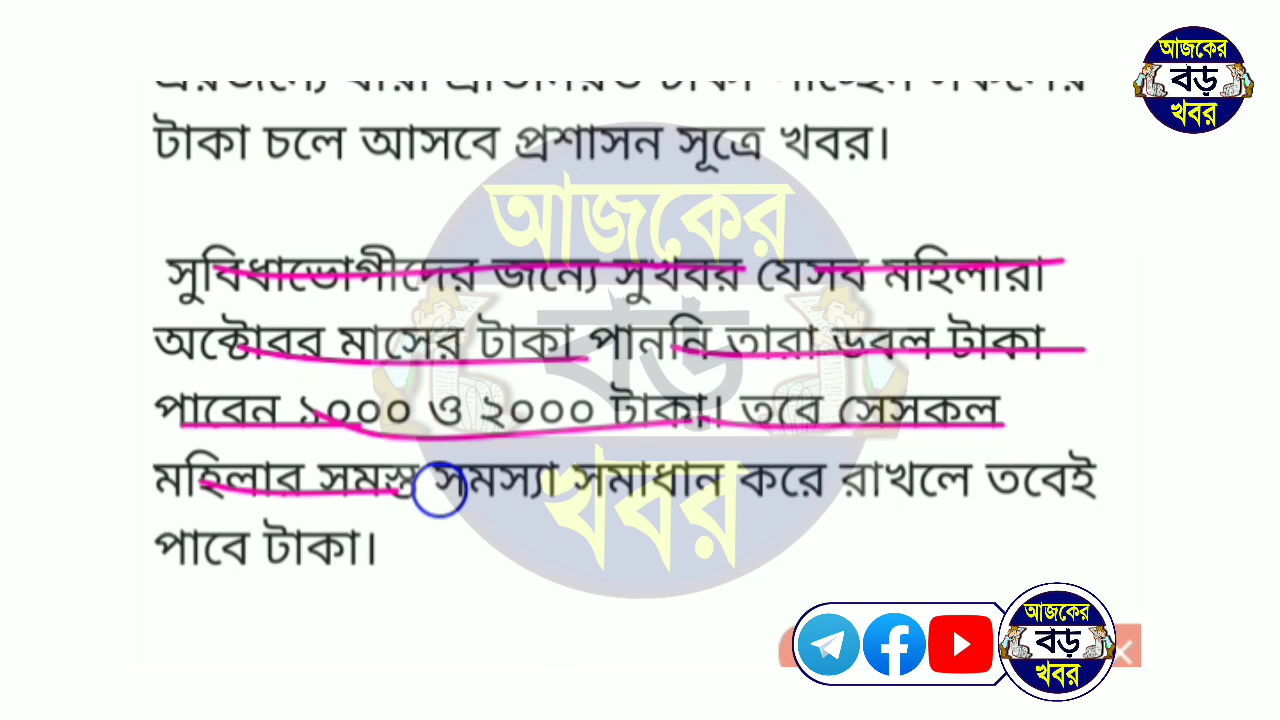 টাকা চলে আসবে প্রশাসন সূত্রে খবর।
সুবিধাভোগীদের জন্যে সুখবর যেসব মহিলারা
অক্টোবর মাসের টাকা পাননি তারা ডবল টাকা
পাবেন ১০০০ ও ২০০০ টাকা। তবে সেসকল
মহিলার সমস্ত সমস্যা সমাধান করে রাখলে তবেই
পাবে টাকা।
আজকের
বড়
খবর
আজকের
বড়
খবর
আজকের
বড়
খবর